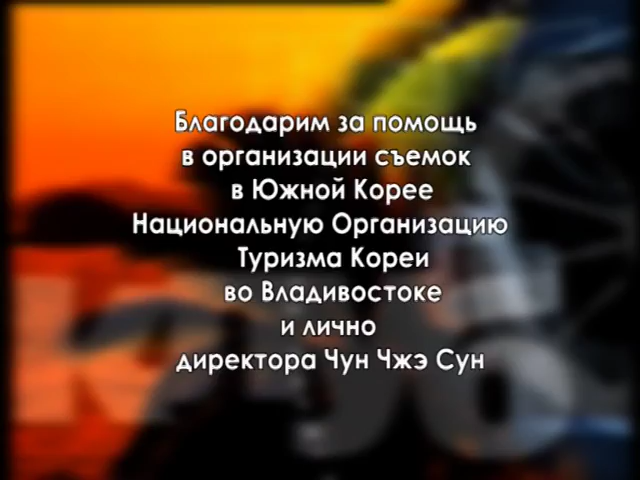 Благодарим за помощь
в организации съемок
в Южной Корее
Национальную Организацию
Туризма Кореи
во Владивостоке
и лично
директора Чун Чжэ Сун